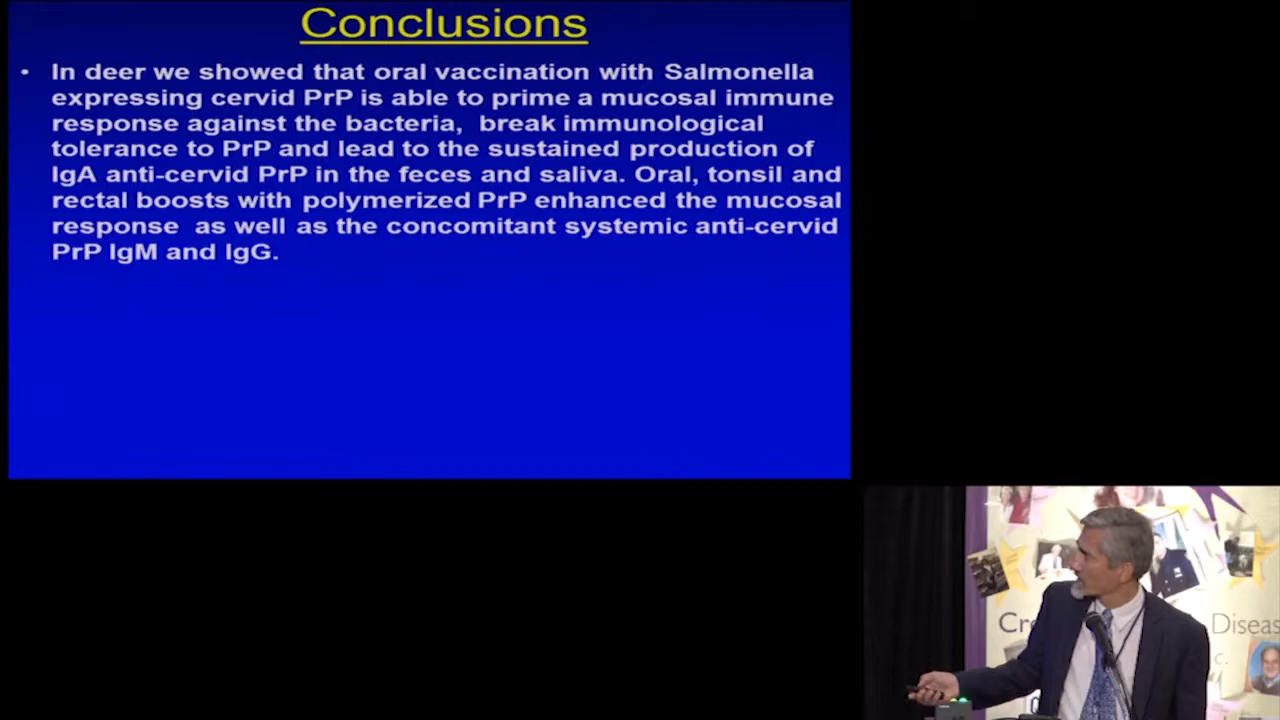 Conclusions
• In deer we showed that oral vaccination with Salmonella
expressing cervid PrP is able to prime a mucosal immune
response against the bacteria, break immunological
tolerance to PrP and lead to the sustained production of
IgA anti-cervid PrP in the feces and saliva. Oral, tonsil and
rectal boosts with polymerized PrP enhanced the mucosal
response as well as the concomitant systemic anti-cervid
PrP IgM and IgG.
Cre
Diseas
c.